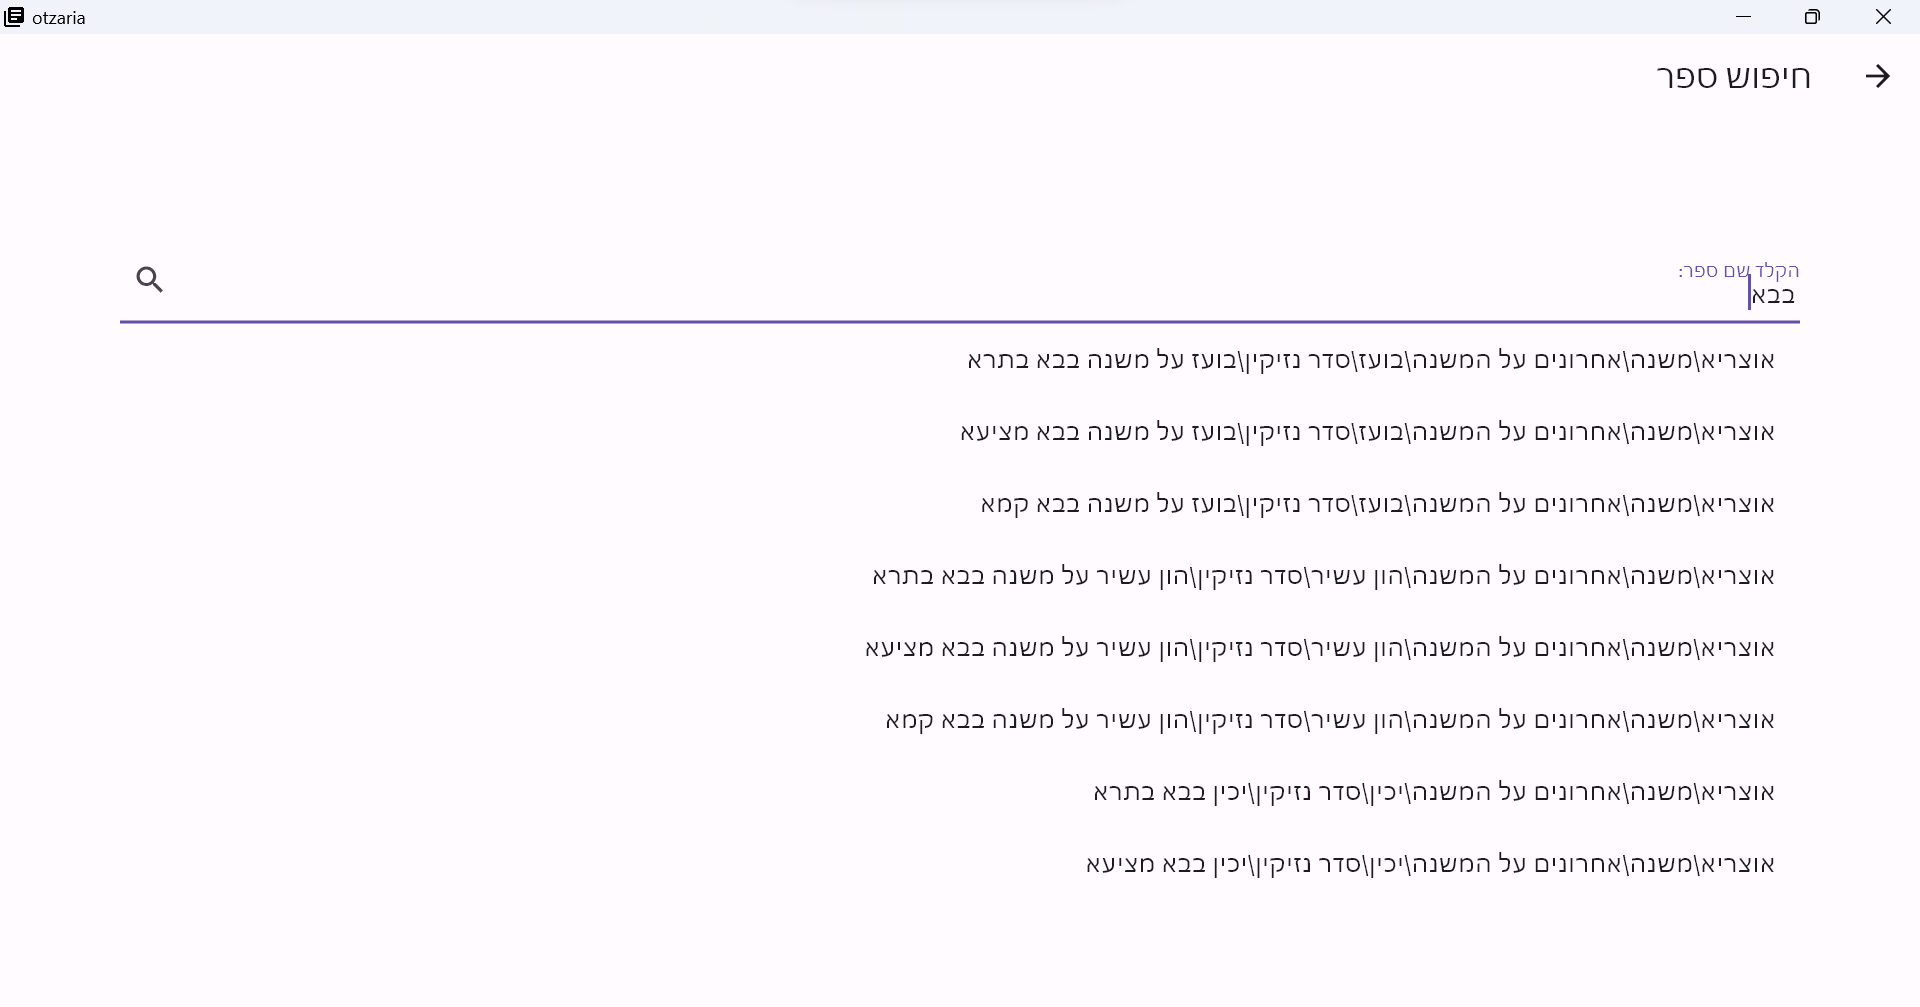 otzaria
חיפוש ספר
הקלד שם ספר:
בבא
אוצריא\משנה\אחרונים על המשנה\בועז\סדר נזיקין\בועז על משנה בבא בתרא
אוצריא\משנה\אחרונים על המשנה\בועז\סדר נזיקין\בועז על משנה בבא מציעא
אוצריא\משנה\אחרונים על המשנה\בועז\סדר נזיקין\בועז על משנה בבא קמא
אוצריא\משנה\אחרונים על המשנה\הון עשיר\סדר נזיקין\הון עשיר על משנה בבא בתרא
אוצריא\משנה\אחרונים על המשנה\הון עשיר\סדר נזיקין\הון עשיר על משנה בבא מציעא
אוצריא\משנה\אחרונים על המשנה\הון עשיר\סדר נזיקין\הון עשיר על משנה בבא קמא
אוצריא\משנה\אחרונים על המשנה\יכין\סדר נזיקין\יכין בבא בתרא
אוצריא\משנה\אחרונים על המשנה\יכין\סדר נזיקין\יכין בבא מציעא